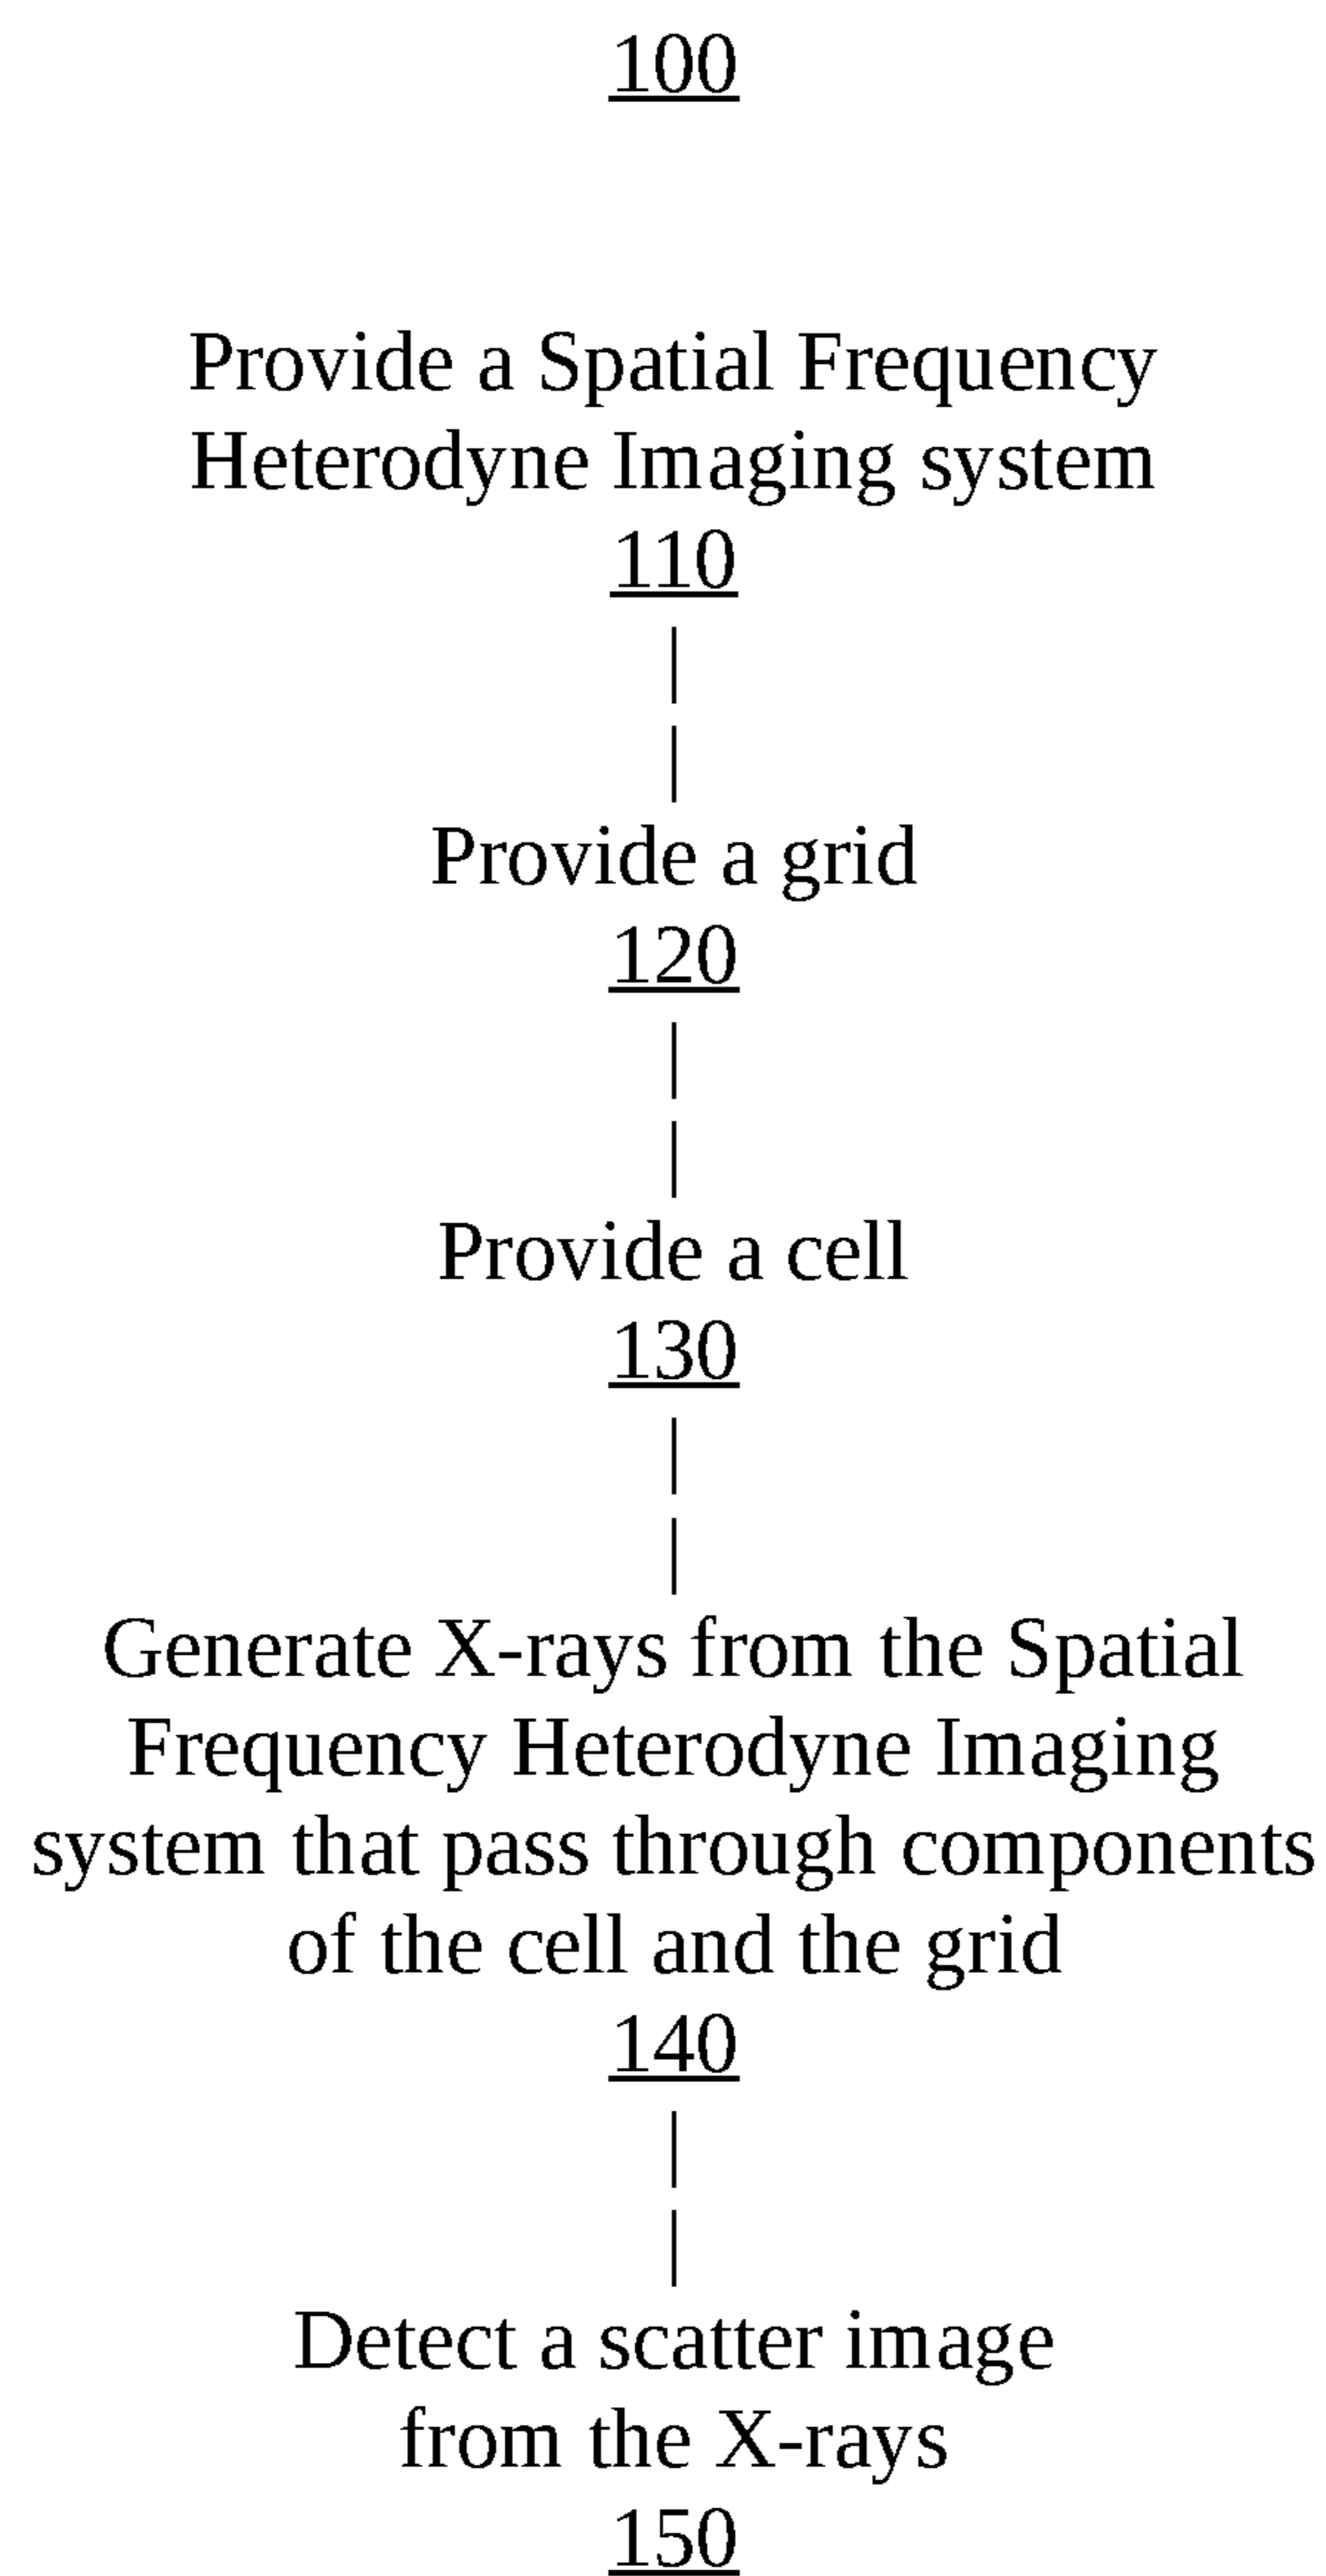 100
Provide a Spatial Frequency
Heterodyne Imaging system
110
Provide a grid
120
Provide a cell
130
Generate X-rays from the Spatial
Frequency Heterodyne Imaging
system that pass through components
of the cell and the grid
140
Detect a scatter image
from the X-rays
150